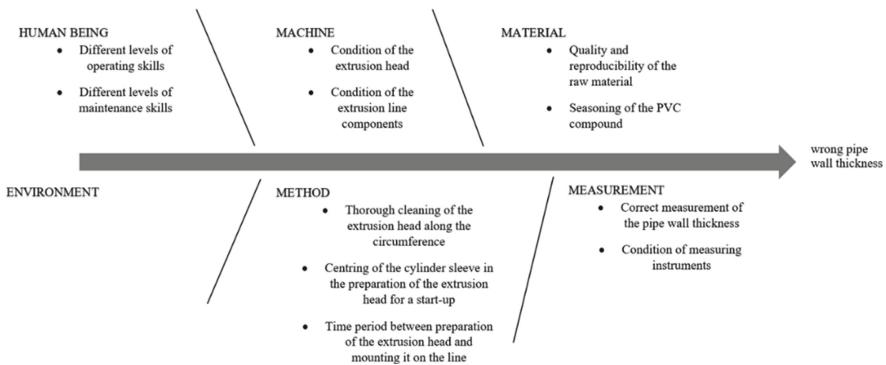 HUMAN BEING
• Different levels of
operating skills
• Different levels of
maintenance skills
MACHINE
• Condition of the
extrusion head
• Condition of the
extrusion line
components
MATERIAL
• Quality and
reproducibility of the
raw material
• Seasoning of the PVC
compound
wrong pipe
wall thickness
ENVIRONMENT
METHOD
• Thorough cleaning of the
extrusion head along the
circumference
• Centring of the cylinder sleeve in
the preparation of the extrusion
head for a start-up
• Time period between preparation
of the extrusion head and
mounting it on the line
MEASUREMENT
• Correct measurement of
the pipe wall thickness
• Condition of measuring
instruments